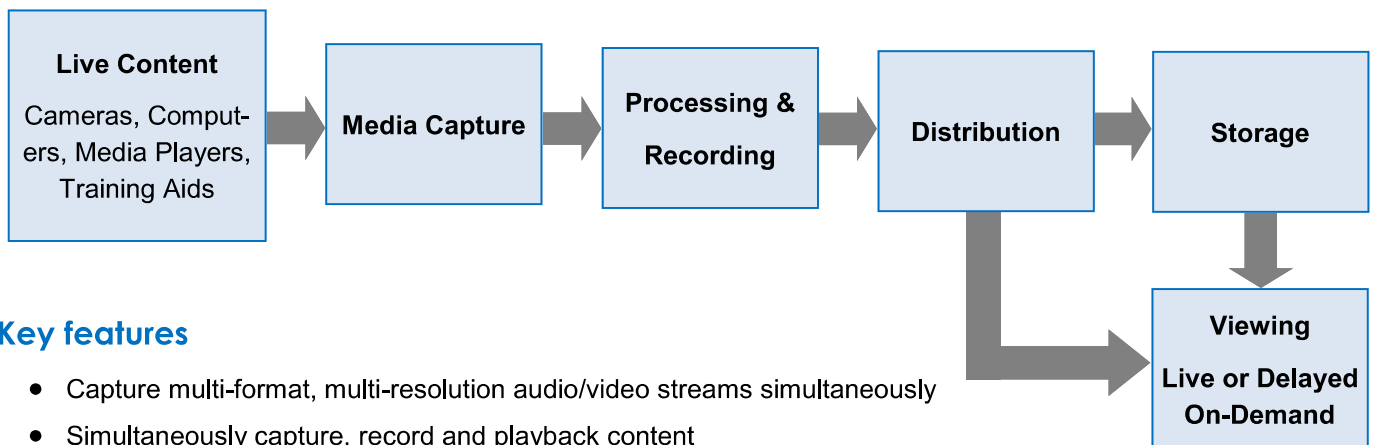 Live Content
Cameras, Comput-
ers, Media Players,
Training Aids
Media Capture
Processing &
Recording
Distribution
Storage
Viewing
Live or Delayed
On-Demand
Key features
• Capture multi-format, multi-resolution audio/video streams simultaneously
• Simultaneously capture, record and playback content